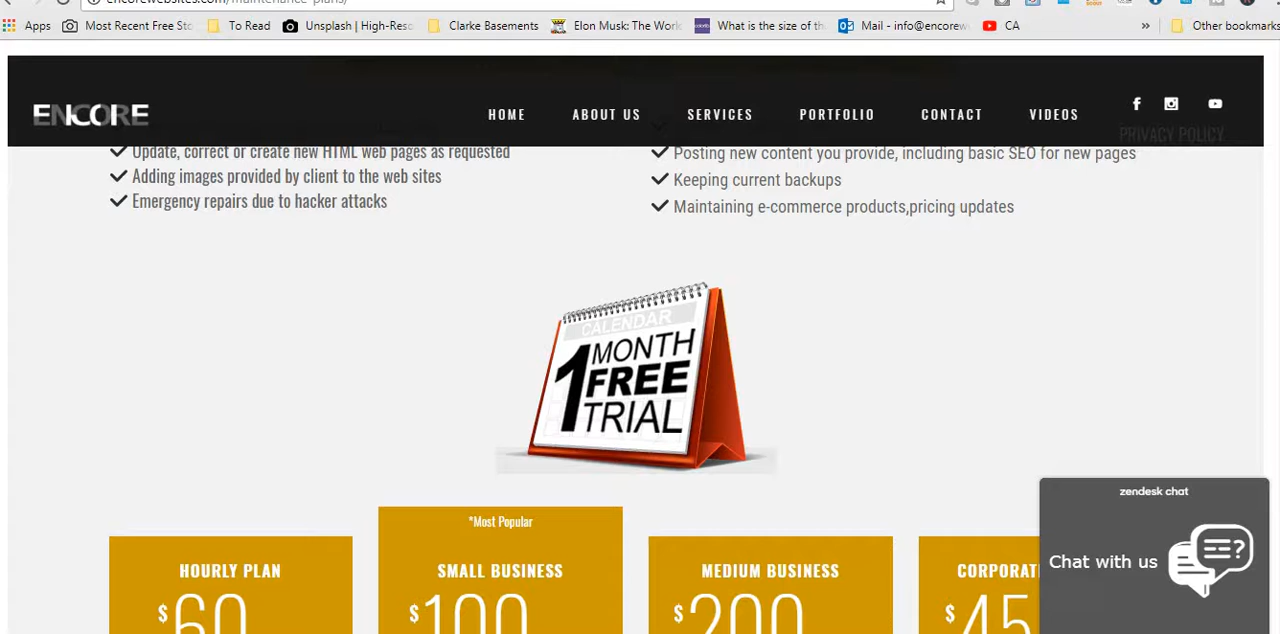 encorewebsites.com/maintenance-plans/
Apps Most Recent Free Sto To Read Unsplash | High-Reso Clarke Basements Elon Musk: The Worl What is the size of th Mail - info@encorew CA » Other bookmarks
ENCORE HOME ABOUT US SERVICES PORTFOLIO CONTACT VIDEOS
PRIVACY POLICY
Update, correct or create new HTML web pages as requested
Adding images provided by client to the web sites
Emergency repairs due to hacker attacks
Posting new content you provide, including basic SEO for new pages
Keeping current backups
Maintaining e-commerce products,pricing updates
CALENDAR
1 MONTH
FREE
TRIAL
*Most Popular
HOURLY PLAN
$60
SMALL BUSINESS
$100
MEDIUM BUSINESS
$200
CORPORAT
$45
zendesk chat
Chat with us